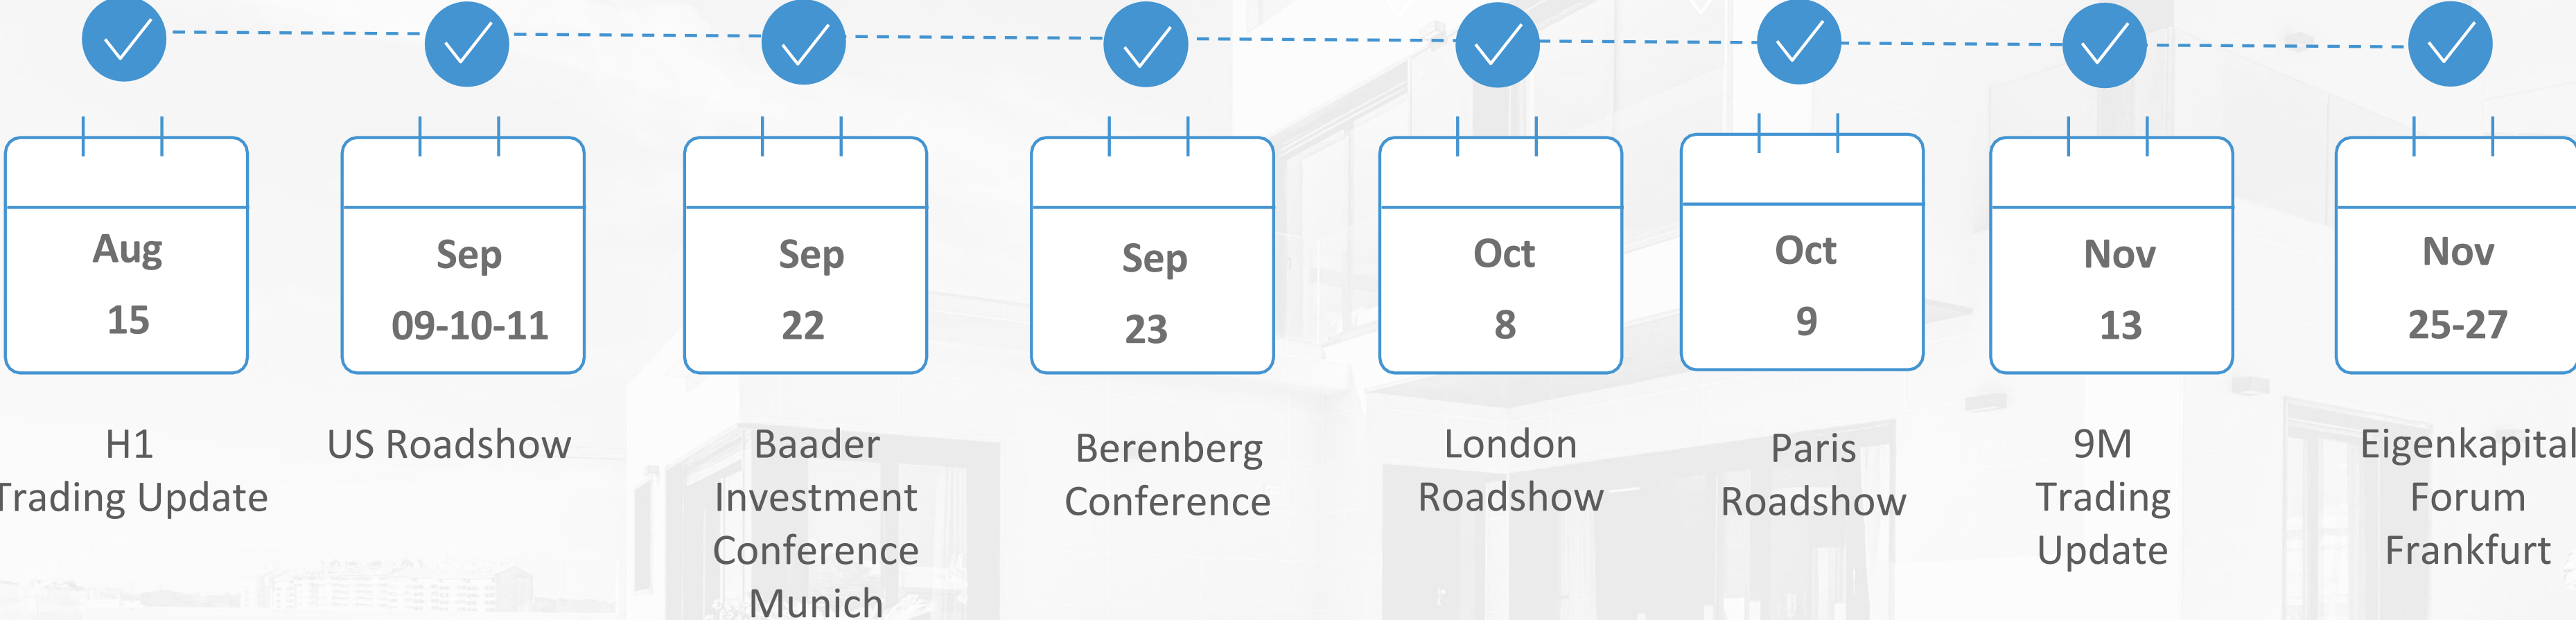 Aug
15
H1
Trading Update
Sep
09-10-11
US Roadshow
Sep
22
Baader
Investment
Conference
Munich
Sep
23
Berenberg
Conference
Oct
8
London
Roadshow
Oct
9
Paris
Roadshow
Nov
13
9M
Trading
Update
Nov
25-27
Eigenkapital
Forum
Frankfurt